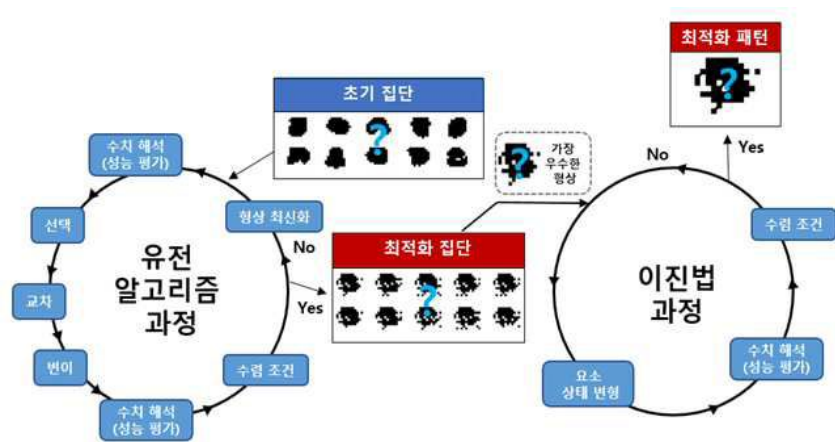 최적화 패턴
?
초기 집단
?
수치 해석
(성능 평가)
No
Yes
가장
우수한
형상
?
선택
형상 최신화
수렴 조건
최적화 집단
?
No
유전
알고리즘
과정
이진법
과정
교차
Yes
변이
수렴 조건
요소
상태 변형
수치 해석
(성능 평가)
수치 해석
(성능 평가)